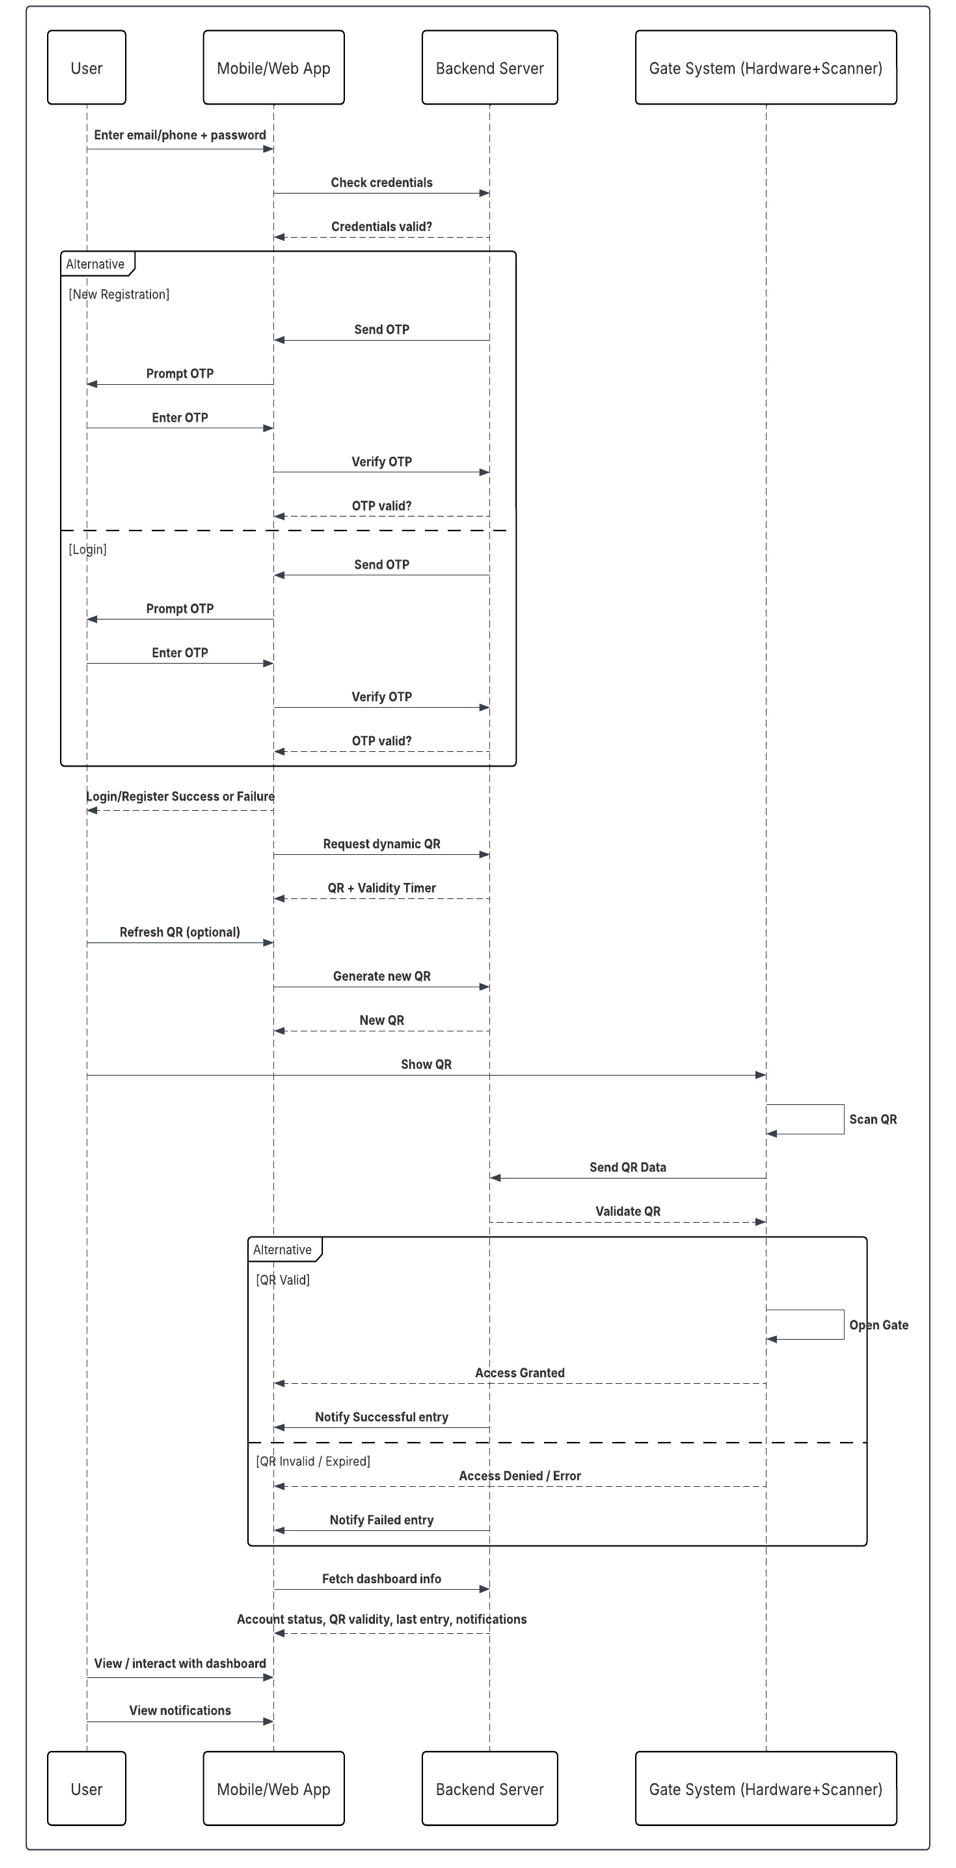 User
Mobile/Web App
Backend Server
Gate System (Hardware+Scanner)
Enter email/phone + password
Check credentials
Credentials valid?
Alternative
[New Registration]
Send OTP
Prompt OTP
Enter OTP
Verify OTP
OTP valid?
[Login]
Send OTP
Prompt OTP
Enter OTP
Verify OTP
OTP valid?
Login/Register Success or Failure
Request dynamic QR
QR + Validity Timer
Refresh QR (optional)
Generate new QR
New QR
Show QR
Scan QR
Send QR Data
Validate QR
Alternative
[QR Valid]
Open Gate
Access Granted
Notify Successful entry
[QR Invalid / Expired]
Access Denied / Error
Notify Failed entry
Fetch dashboard info
Account status, QR validity, last entry, notifications
View / interact with dashboard
View notifications
User
Mobile/Web App
Backend Server
Gate System (Hardware+Scanner)